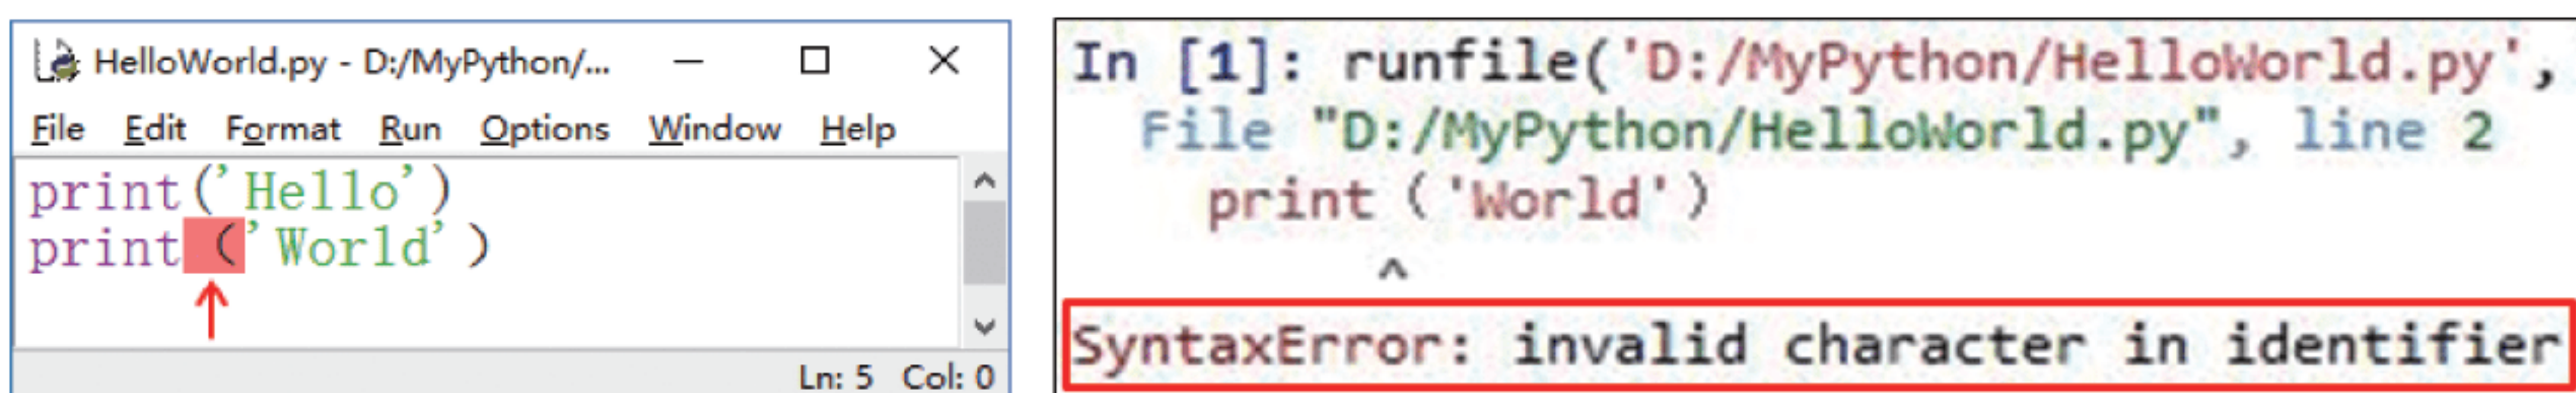 HelloWorld.py - D:/MyPython/...
File Edit Format Run Options Window Help
print('Hello')
print（'World')
Ln: 5 Col: 0
In [1]: runfile('D:/MyPython/HelloWorld.py',
File "D:/MyPython/HelloWorld.py", line 2
print（'World')
^
SyntaxError: invalid character in identifier